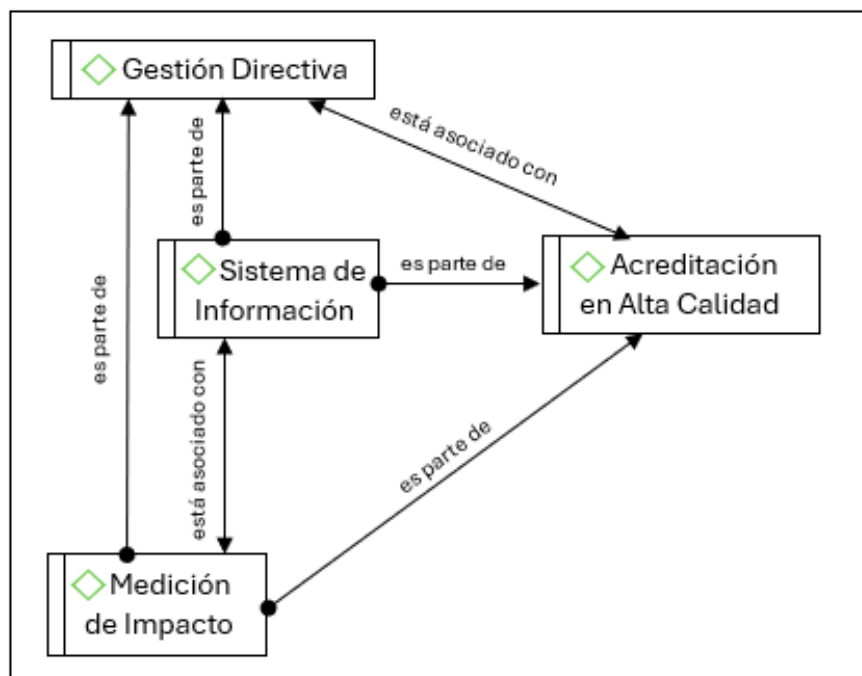 Gestión Directiva
está asociado con
es parte de
Sistema de
Información
es parte de
Acreditación
en Alta Calidad
es parte de
está asociado con
es parte de
Medición
de Impacto